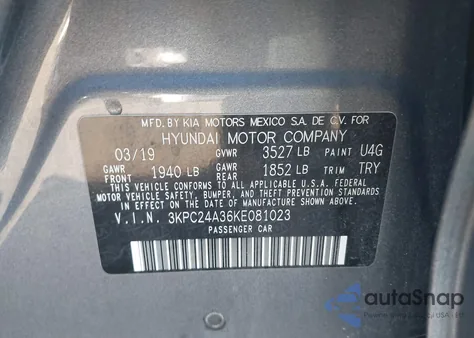 MFD. BY KIA MOTORS MEXICO S.A. DE C.V. FOR
HYUNDAI MOTOR COMPANY
03/19 GVWR 3527 LB PAINT U4G
GAWR FRONT 1940 LB GAWR REAR 1852 LB TRIM TRY
THIS VEHICLE CONFORMS TO ALL APPLICABLE U.S.A. FEDERAL
MOTOR VEHICLE SAFETY, BUMPER, AND THEFT PREVENTION
STANDARDS IN EFFECT ON THE DATE OF MANUFACTURE SHOWN ABOVE.
V.I.N. 3KPC24A36KE081023
PASSENGER CAR
autoSnap